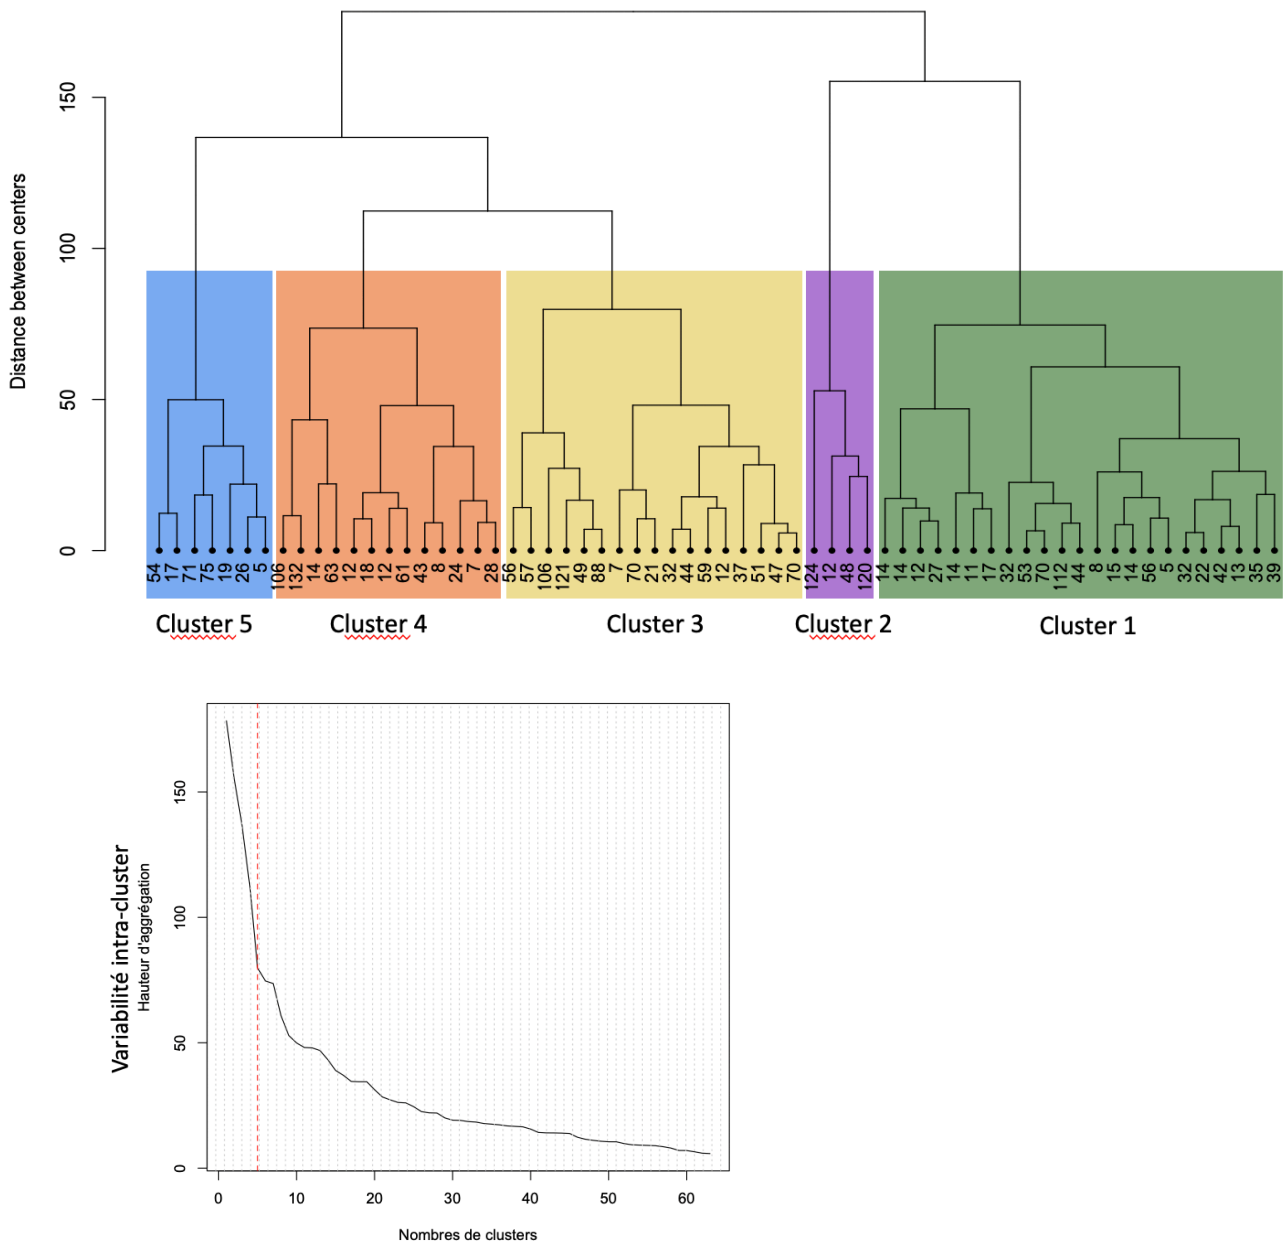 Distance between centers
150
100
50
0
54 17 71 75 19 26 5 106 132 14 63 12 18 12 61 43 8 24 7 28 56 57 106 121 49 88 7 70 21 32 44 59 12 37 51 47 70 124 12 48 120 14 14 12 27 14 11 17 32 53 70 112 44 8 15 14 56 5 32 22 42 13 35 39
Cluster 5 Cluster 4 Cluster 3 Cluster 2 Cluster 1
Variabilité intra-cluster
Hauteur d'aggrégation
150
100
50
0
0 10 20 30 40 50 60
Nombres de clusters